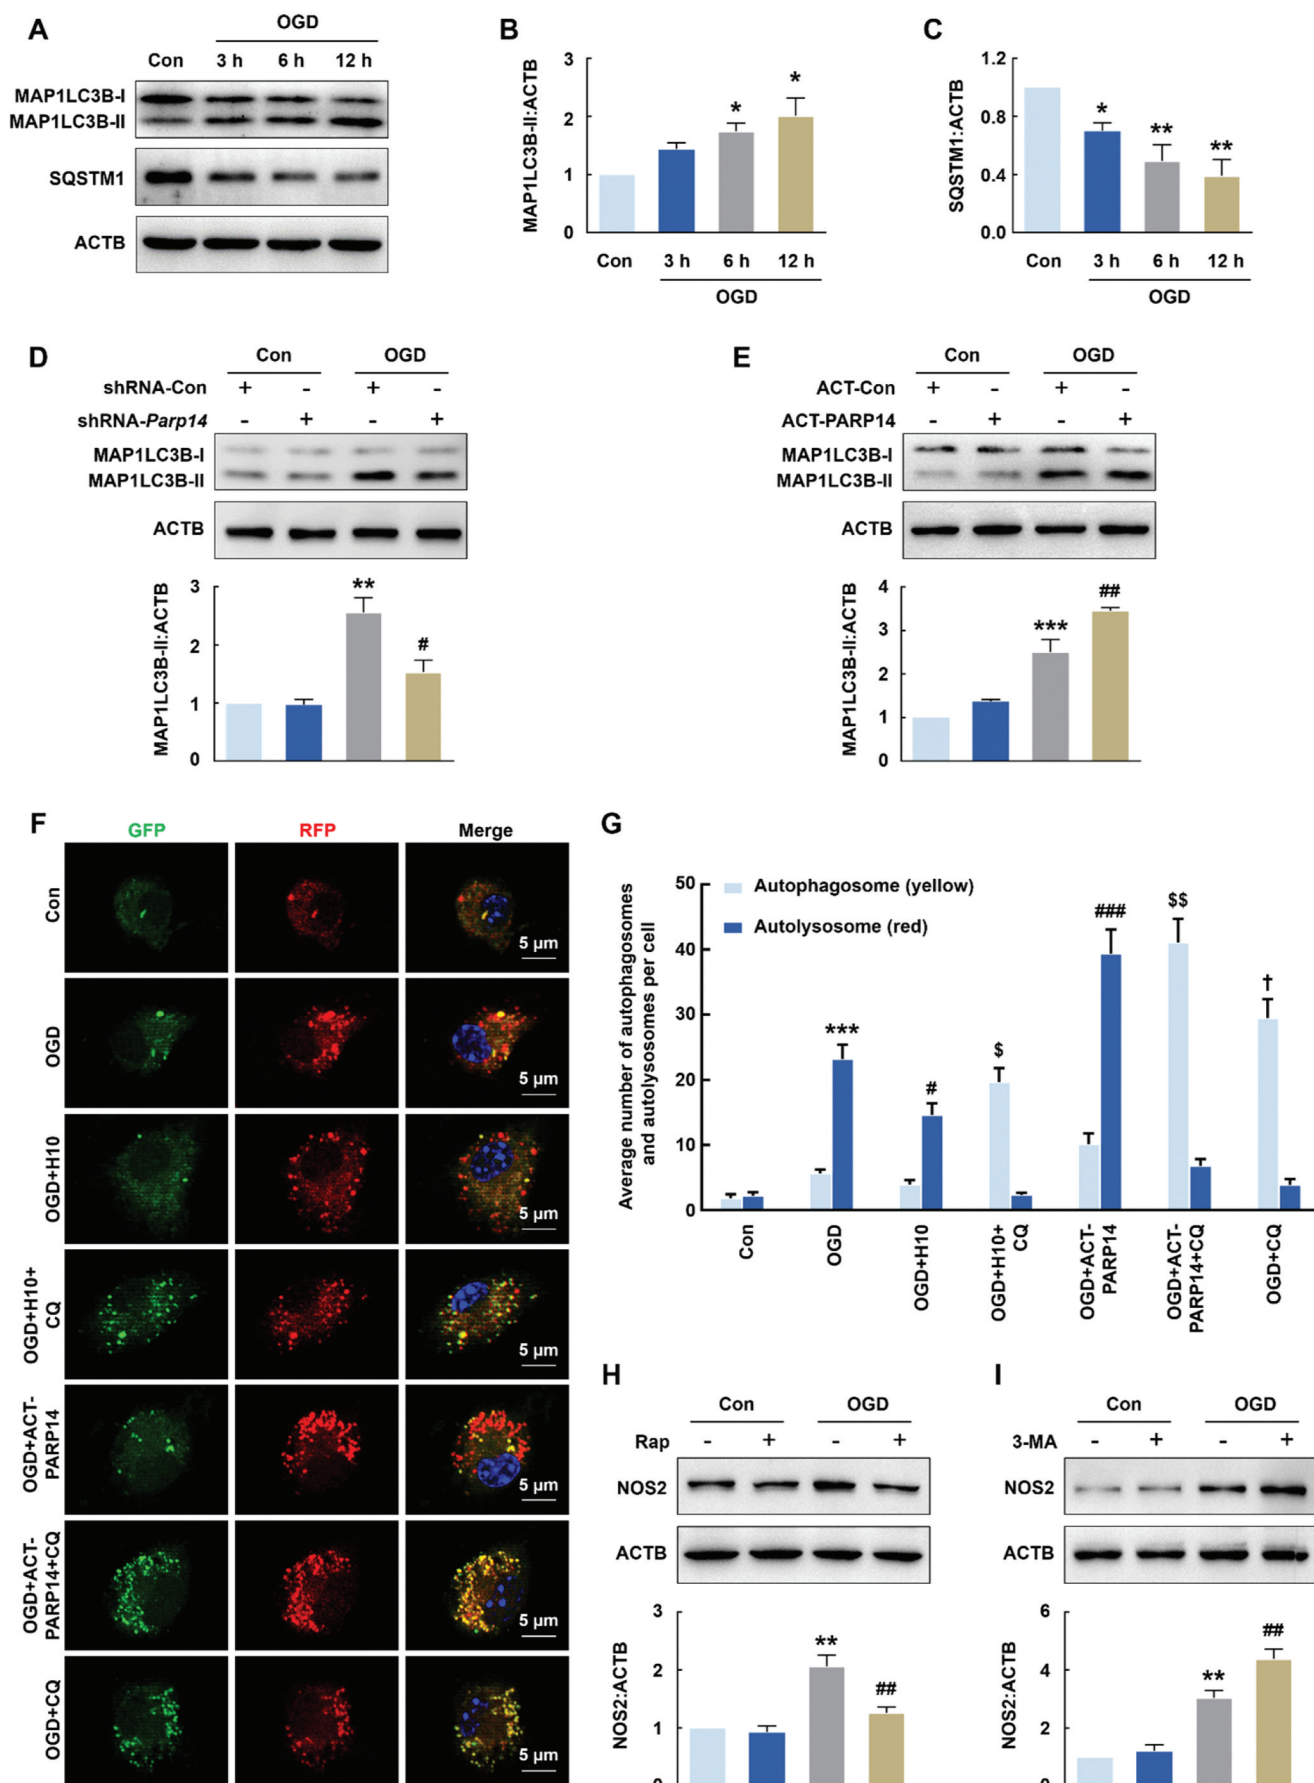 A
OGD
Con 3 h 6 h 12 h
MAP1LC3B-I
MAP1LC3B-II
SQSTM1
ACTB
B
MAP1LC3B-II:ACTB
3
2
1
0
*
*
Con 3 h 6 h 12 h
OGD
C
SQSTM1:ACTB
1.2
0.8
0.4
0.0
*
**
**
Con 3 h 6 h 12 h
OGD
D
Con OGD
shRNA-Con + - + -
shRNA-Parp14 - + - +
MAP1LC3B-I
MAP1LC3B-II
ACTB
MAP1LC3B-II:ACTB
3
2
1
0
**
#
E
Con OGD
ACT-Con + - + -
ACT-PARP14 - + - +
MAP1LC3B-I
MAP1LC3B-II
ACTB
MAP1LC3B-II:ACTB
4
3
2
1
0
***
##
F
GFP RFP Merge
Con
5 µm
OGD
5 µm
OGD+H10
5 µm
OGD+H10+
CQ
5 µm
OGD+ACT-
PARP14
5 µm
OGD+ACT-
PARP14+CQ
5 µm
OGD+CQ
5 µm
G
Average number of autophagosomes
and autolysosomes per cell
50
40
30
20
10
0
Autophagosome (yellow)
Autolysosome (red)
***
#
$
###
$$
†
Con
OGD
OGD+H10
OGD+H10+
CQ
OGD+ACT-
PARP14
OGD+ACT-
PARP14+CQ
OGD+CQ
H
Con OGD
Rap - + - +
NOS2
ACTB
NOS2:ACTB
3
2
1
0
**
##
I
Con OGD
3-MA - + - +
NOS2
ACTB
NOS2:ACTB
6
4
2
0
**
##